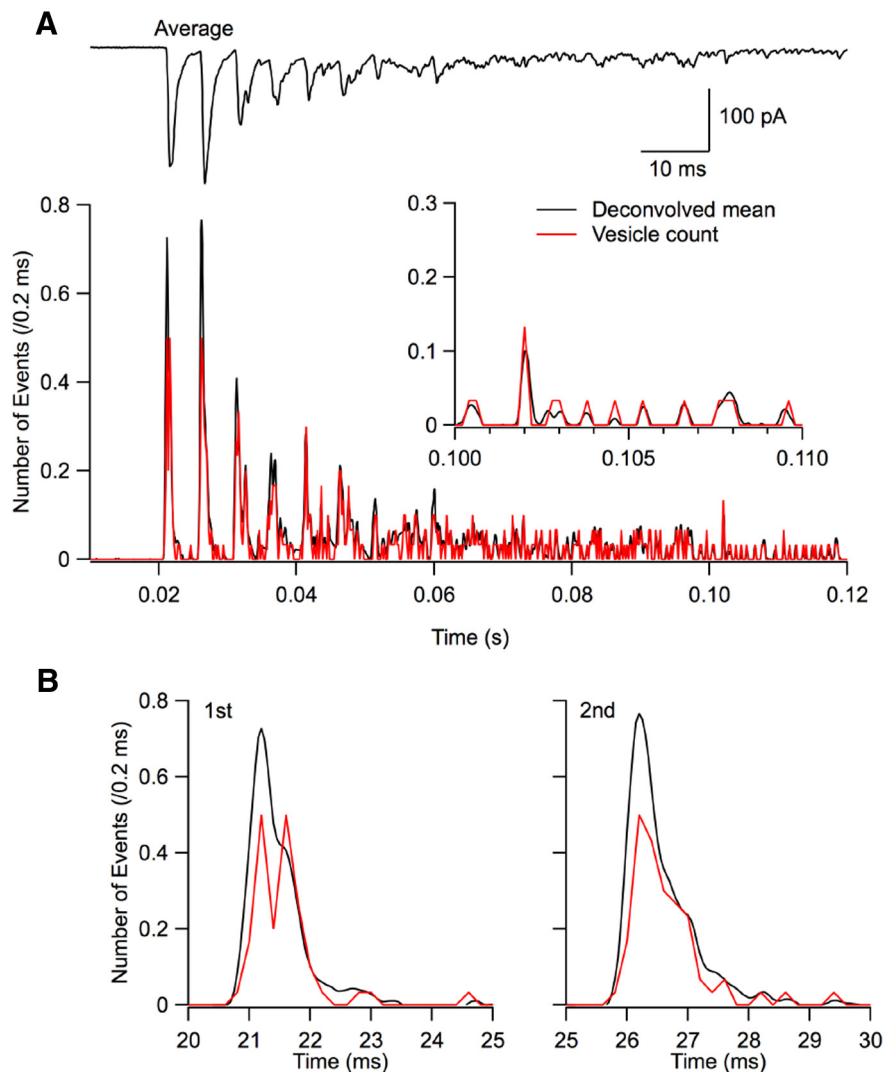 A
Average
100 pA
10 ms
Number of Events (/0.2 ms)
0.8
0.6
0.4
0.2
0
0.02
0.04
0.06
0.08
0.10
0.12
Time (s)
0.3
0.2
0.1
0
0.100
0.105
0.110
Deconvolved mean
Vesicle count
B
Number of Events (/0.2 ms)
0.8
0.6
0.4
0.2
0
1st
20
21
22
23
24
25
Time (ms)
2nd
25
26
27
28
29
30
Time (ms)